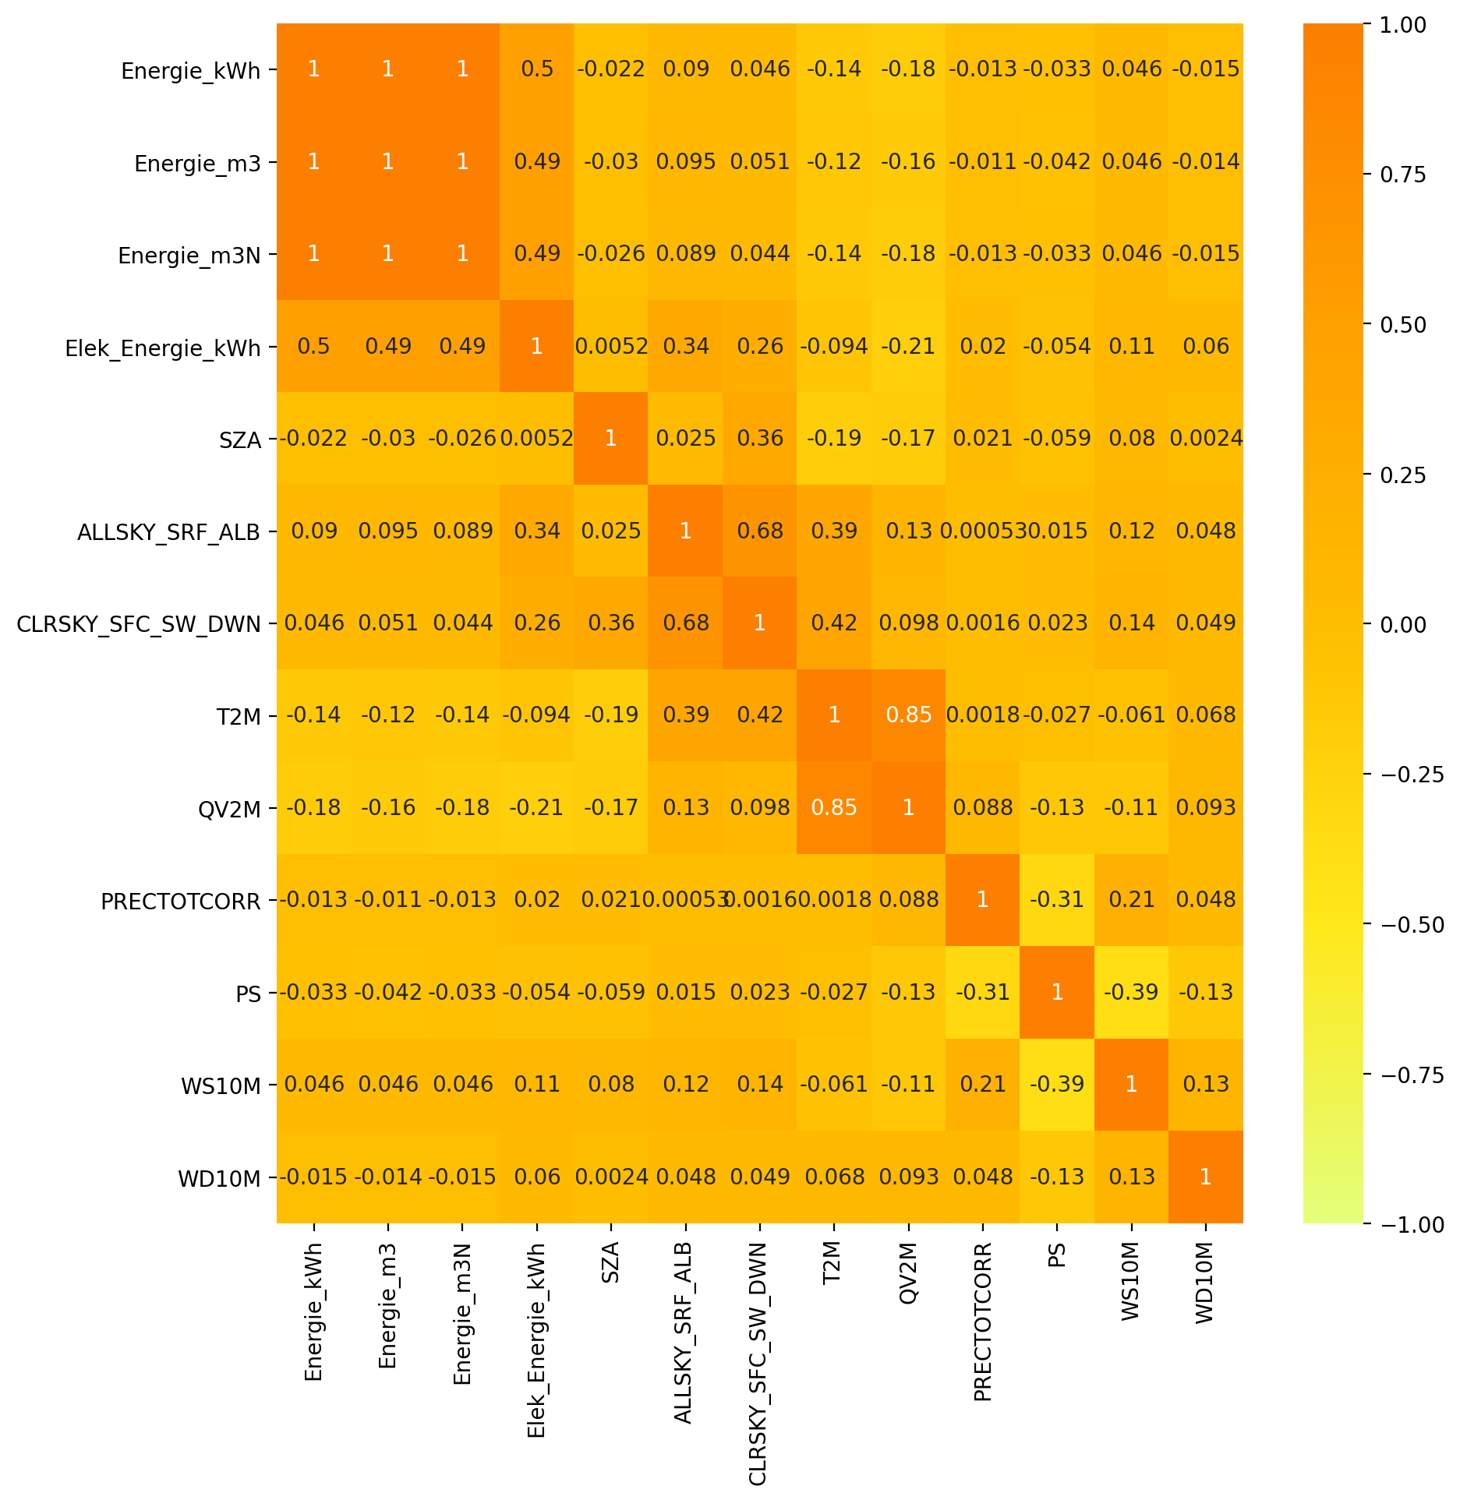 Energie_kWh 1 1 1 0.5 -0.022 0.09 0.046 -0.14 -0.18 -0.013 -0.033 0.046 -0.015
Energie_m3 1 1 1 0.49 -0.03 0.095 0.051 -0.12 -0.16 -0.011 -0.042 0.046 -0.014
Energie_m3N 1 1 1 0.49 -0.026 0.089 0.044 -0.14 -0.18 -0.013 -0.033 0.046 -0.015
Elek_Energie_kWh 0.5 0.49 0.49 1 0.0052 0.34 0.26 -0.094 -0.21 0.02 -0.054 0.11 0.06
SZA -0.022 -0.03 -0.026 0.0052 1 0.025 0.36 -0.19 -0.17 0.021 -0.059 0.08 0.0024
ALLSKY_SRF_ALB 0.09 0.095 0.089 0.34 0.025 1 0.68 0.39 0.13 0.00053 0.015 0.12 0.048
CLRSKY_SFC_SW_DWN 0.046 0.051 0.044 0.26 0.36 0.68 1 0.42 0.098 0.0016 0.023 0.14 0.049
T2M -0.14 -0.12 -0.14 -0.094 -0.19 0.39 0.42 1 0.85 0.0018 -0.027 -0.061 0.068
QV2M -0.18 -0.16 -0.18 -0.21 -0.17 0.13 0.098 0.85 1 0.088 -0.13 -0.11 0.093
PRECTOTCORR -0.013 -0.011 -0.013 0.02 0.021 0.00053 0.0016 0.0018 0.088 1 -0.31 0.21 0.048
PS -0.033 -0.042 -0.033 -0.054 -0.059 0.015 0.023 -0.027 -0.13 -0.31 1 -0.39 -0.13
WS10M 0.046 0.046 0.046 0.11 0.08 0.12 0.14 -0.061 -0.11 0.21 -0.39 1 0.13
WD10M -0.015 -0.014 -0.015 0.06 0.0024 0.048 0.049 0.068 0.093 0.048 -0.13 0.13 1
Energie_kWh
Energie_m3
Energie_m3N
Elek_Energie_kWh
SZA
ALLSKY_SRF_ALB
CLRSKY_SFC_SW_DWN
T2M
QV2M
PRECTOTCORR
PS
WS10M
WD10M
1.00
0.75
0.50
0.25
0.00
−0.25
−0.50
−0.75
−1.00